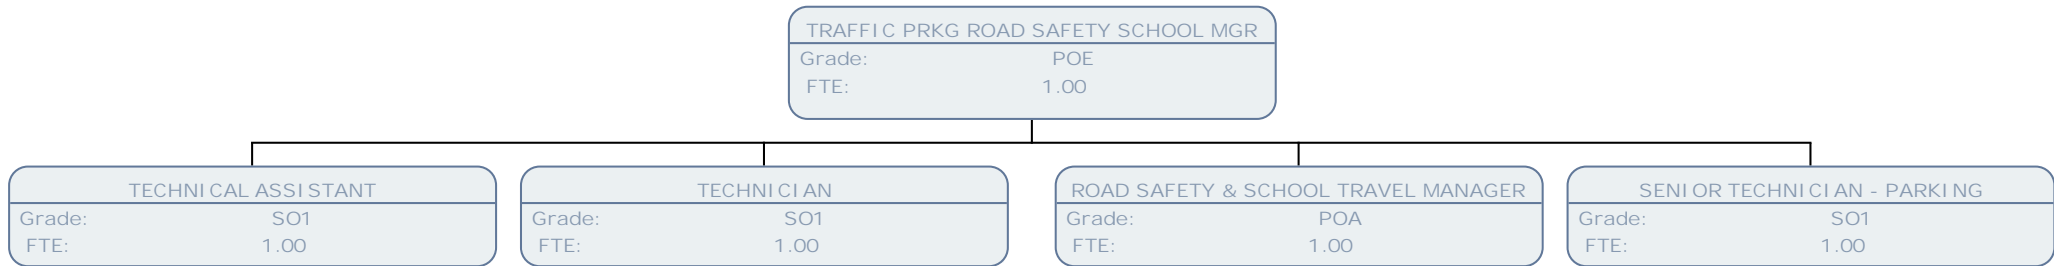 TRAFFIC PRKG ROAD SAFETY SCHOOL MGR
Grade: POE
FTE: 1.00
TECHNICAL ASSISTANT
Grade: SO1
FTE: 1.00
TECHNICIAN
Grade: SO1
FTE: 1.00
ROAD SAFETY & SCHOOL TRAVEL MANAGER
Grade: POA
FTE: 1.00
SENIOR TECHNICIAN - PARKING
Grade: SO1
FTE: 1.00